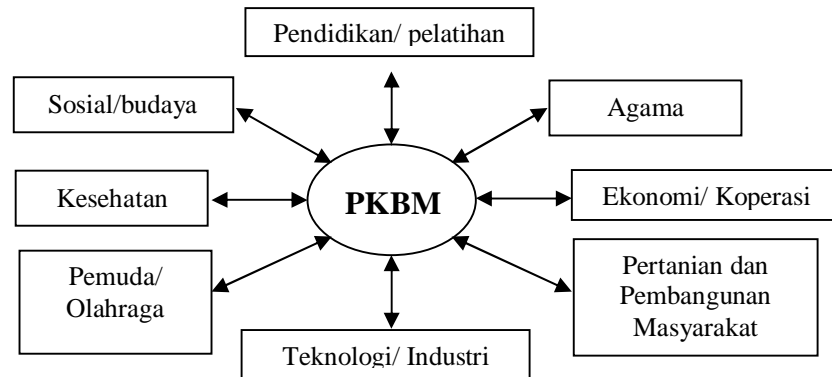 Pendidikan/ pelatihan
Sosial/budaya
Agama
Kesehatan
PKBM
Ekonomi/ Koperasi
Pemuda/
Olahraga
Pertanian dan
Pembangunan
Masyarakat
Teknologi/ Industri